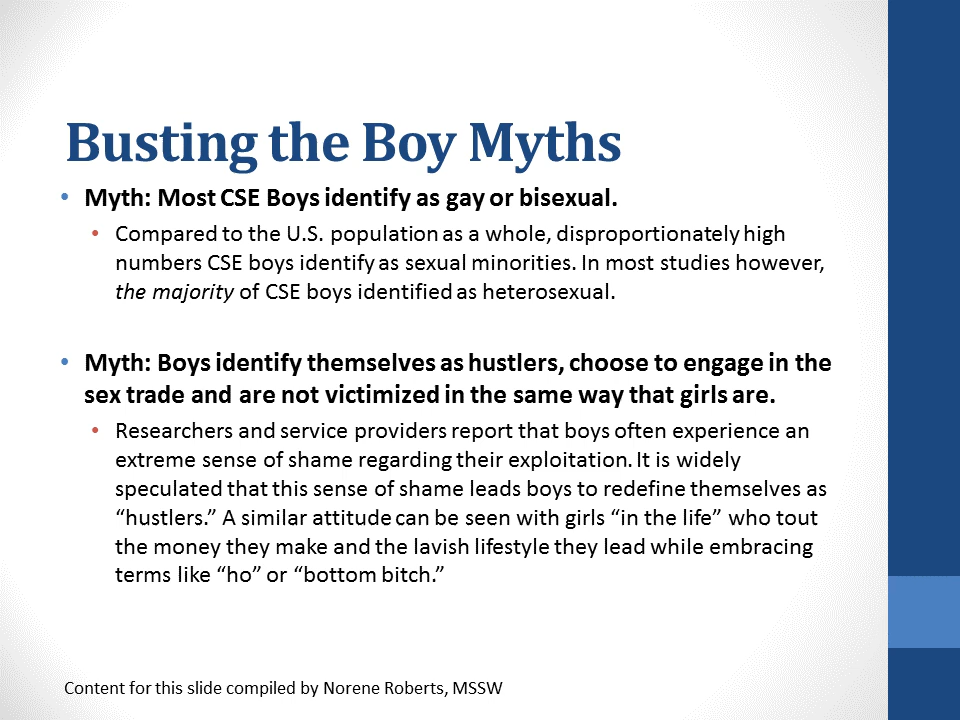 Busting the Boy Myths
• Myth: Most CSE Boys identify as gay or bisexual.
• Compared to the U.S. population as a whole, disproportionately high
numbers CSE boys identify as sexual minorities. In most studies however,
the majority of CSE boys identified as heterosexual.
• Myth: Boys identify themselves as hustlers, choose to engage in the
sex trade and are not victimized in the same way that girls are.
• Researchers and service providers report that boys often experience an
extreme sense of shame regarding their exploitation. It is widely
speculated that this sense of shame leads boys to redefine themselves as
“hustlers.” A similar attitude can be seen with girls “in the life” who tout
the money they make and the lavish lifestyle they lead while embracing
terms like “ho” or “bottom bitch.”
Content for this slide compiled by Norene Roberts, MSSW